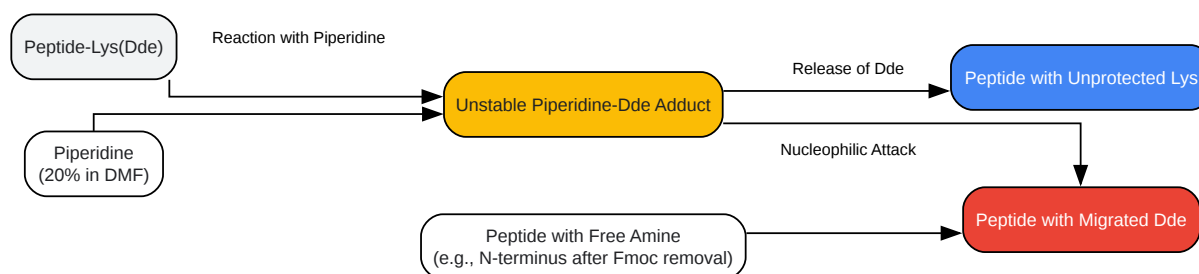 Peptide-Lys(Dde)
Reaction with Piperidine
Piperidine
(20% in DMF)
Unstable Piperidine-Dde Adduct
Release of Dde
Peptide with Unprotected Lys
Nucleophilic Attack
Peptide with Free Amine
(e.g., N-terminus after Fmoc removal)
Peptide with Migrated Dde